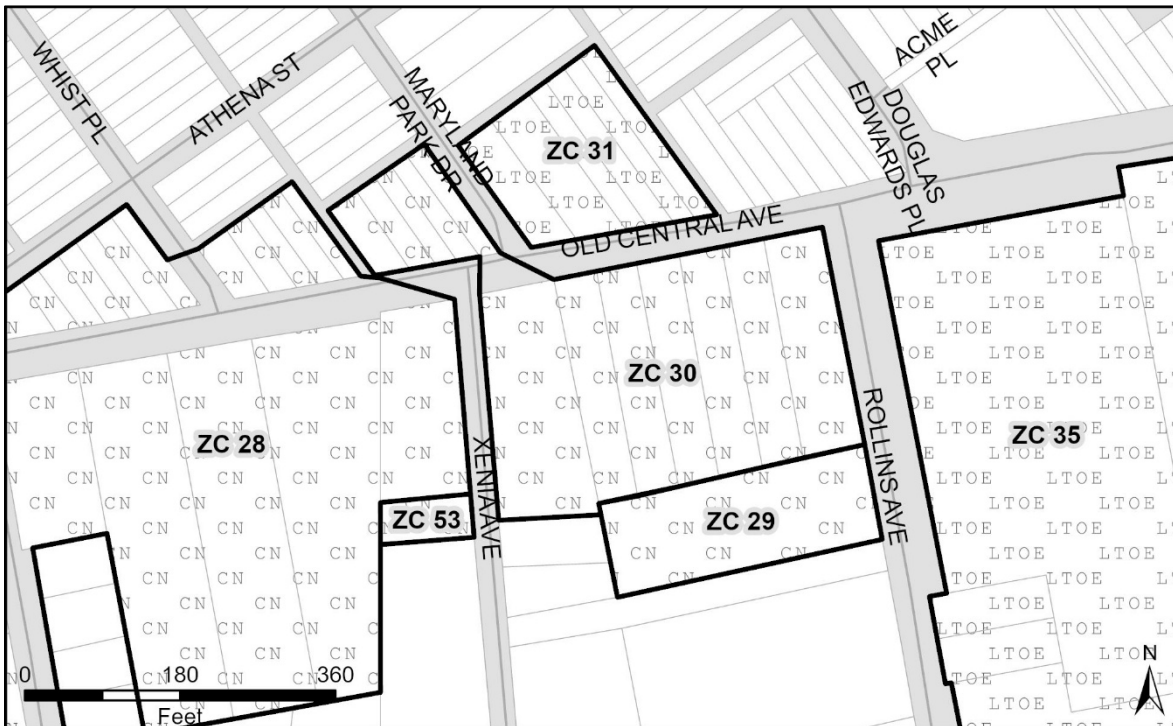 WHIST PL
ATHENA ST
MARYLAND
PARK DR
ACME
PL
DOUGLAS
EDWARDS PL
ZC 31
OLD CENTRAL AVE
ZC 30
ZC 28
ROLLINS AVE
ZC 35
XENIA AVE
ZC 53
ZC 29
LTOE
CN
0 180 360
Feet
N